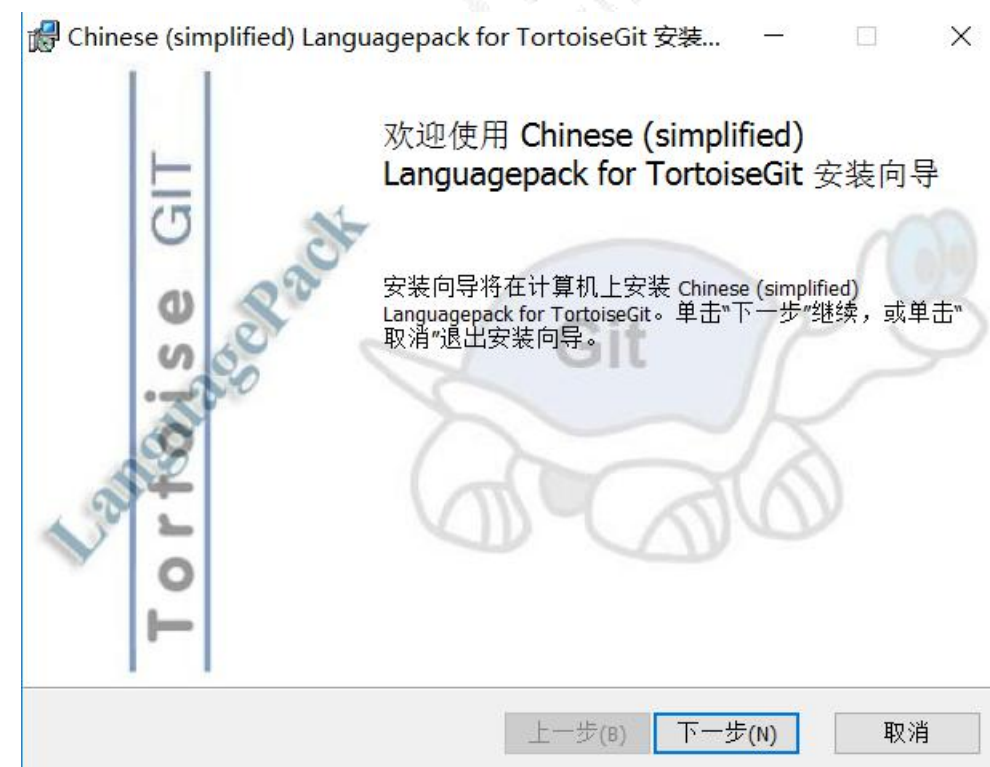 Chinese (simplified) Languagepack for TortoiseGit 安装...
欢迎使用 Chinese (simplified)
Languagepack for TortoiseGit 安装向导
安装向导将在计算机上安装 Chinese (simplified)
Languagepack for TortoiseGit。单击"下一步"继续，或单击"
取消"退出安装向导。
Git
Tortoise GIT
LanguagePack
上一步(B)
下一步(N)
取消